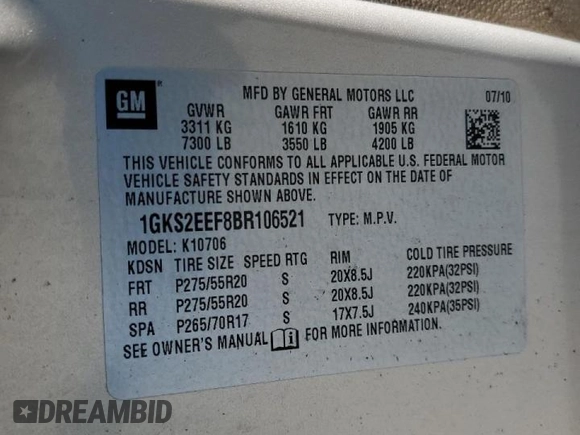 GM
MFD BY GENERAL MOTORS LLC 07/10
GVWR GAWR FRT GAWR RR
3311 KG 1610 KG 1905 KG
7300 LB 3550 LB 4200 LB
THIS VEHICLE CONFORMS TO ALL APPLICABLE U.S. FEDERAL MOTOR
VEHICLE SAFETY STANDARDS IN EFFECT ON THE DATE OF
MANUFACTURE SHOWN ABOVE.
1GKS2EEF8BR106521 TYPE: M.P.V.
MODEL: K10706
KDSN TIRE SIZE SPEED RTG RIM COLD TIRE PRESSURE
FRT P275/55R20 S 20X8.5J 220KPA(32PSI)
RR P275/55R20 S 20X8.5J 220KPA(32PSI)
SPA P265/70R17 S 17X7.5J 240KPA(35PSI)
SEE OWNER'S MANUAL FOR MORE INFORMATION.
DREAMBID